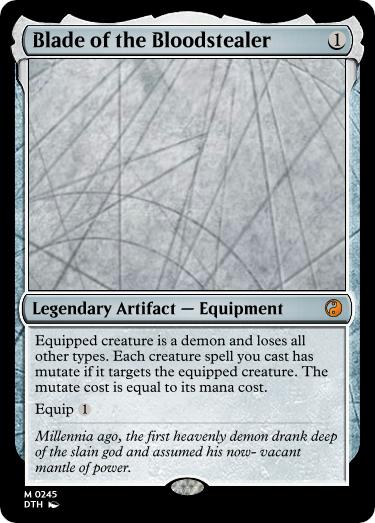 Blade of the Bloodstealer 1
Legendary Artifact — Equipment
Equipped creature is a demon and loses all
other types. Each creature spell you cast has
mutate if it targets the equipped creature. The
mutate cost is equal to its mana cost.
Equip 1
Millennia ago, the first heavenly demon drank deep
of the slain god and assumed his now- vacant
mantle of power.
M 0245
DTH